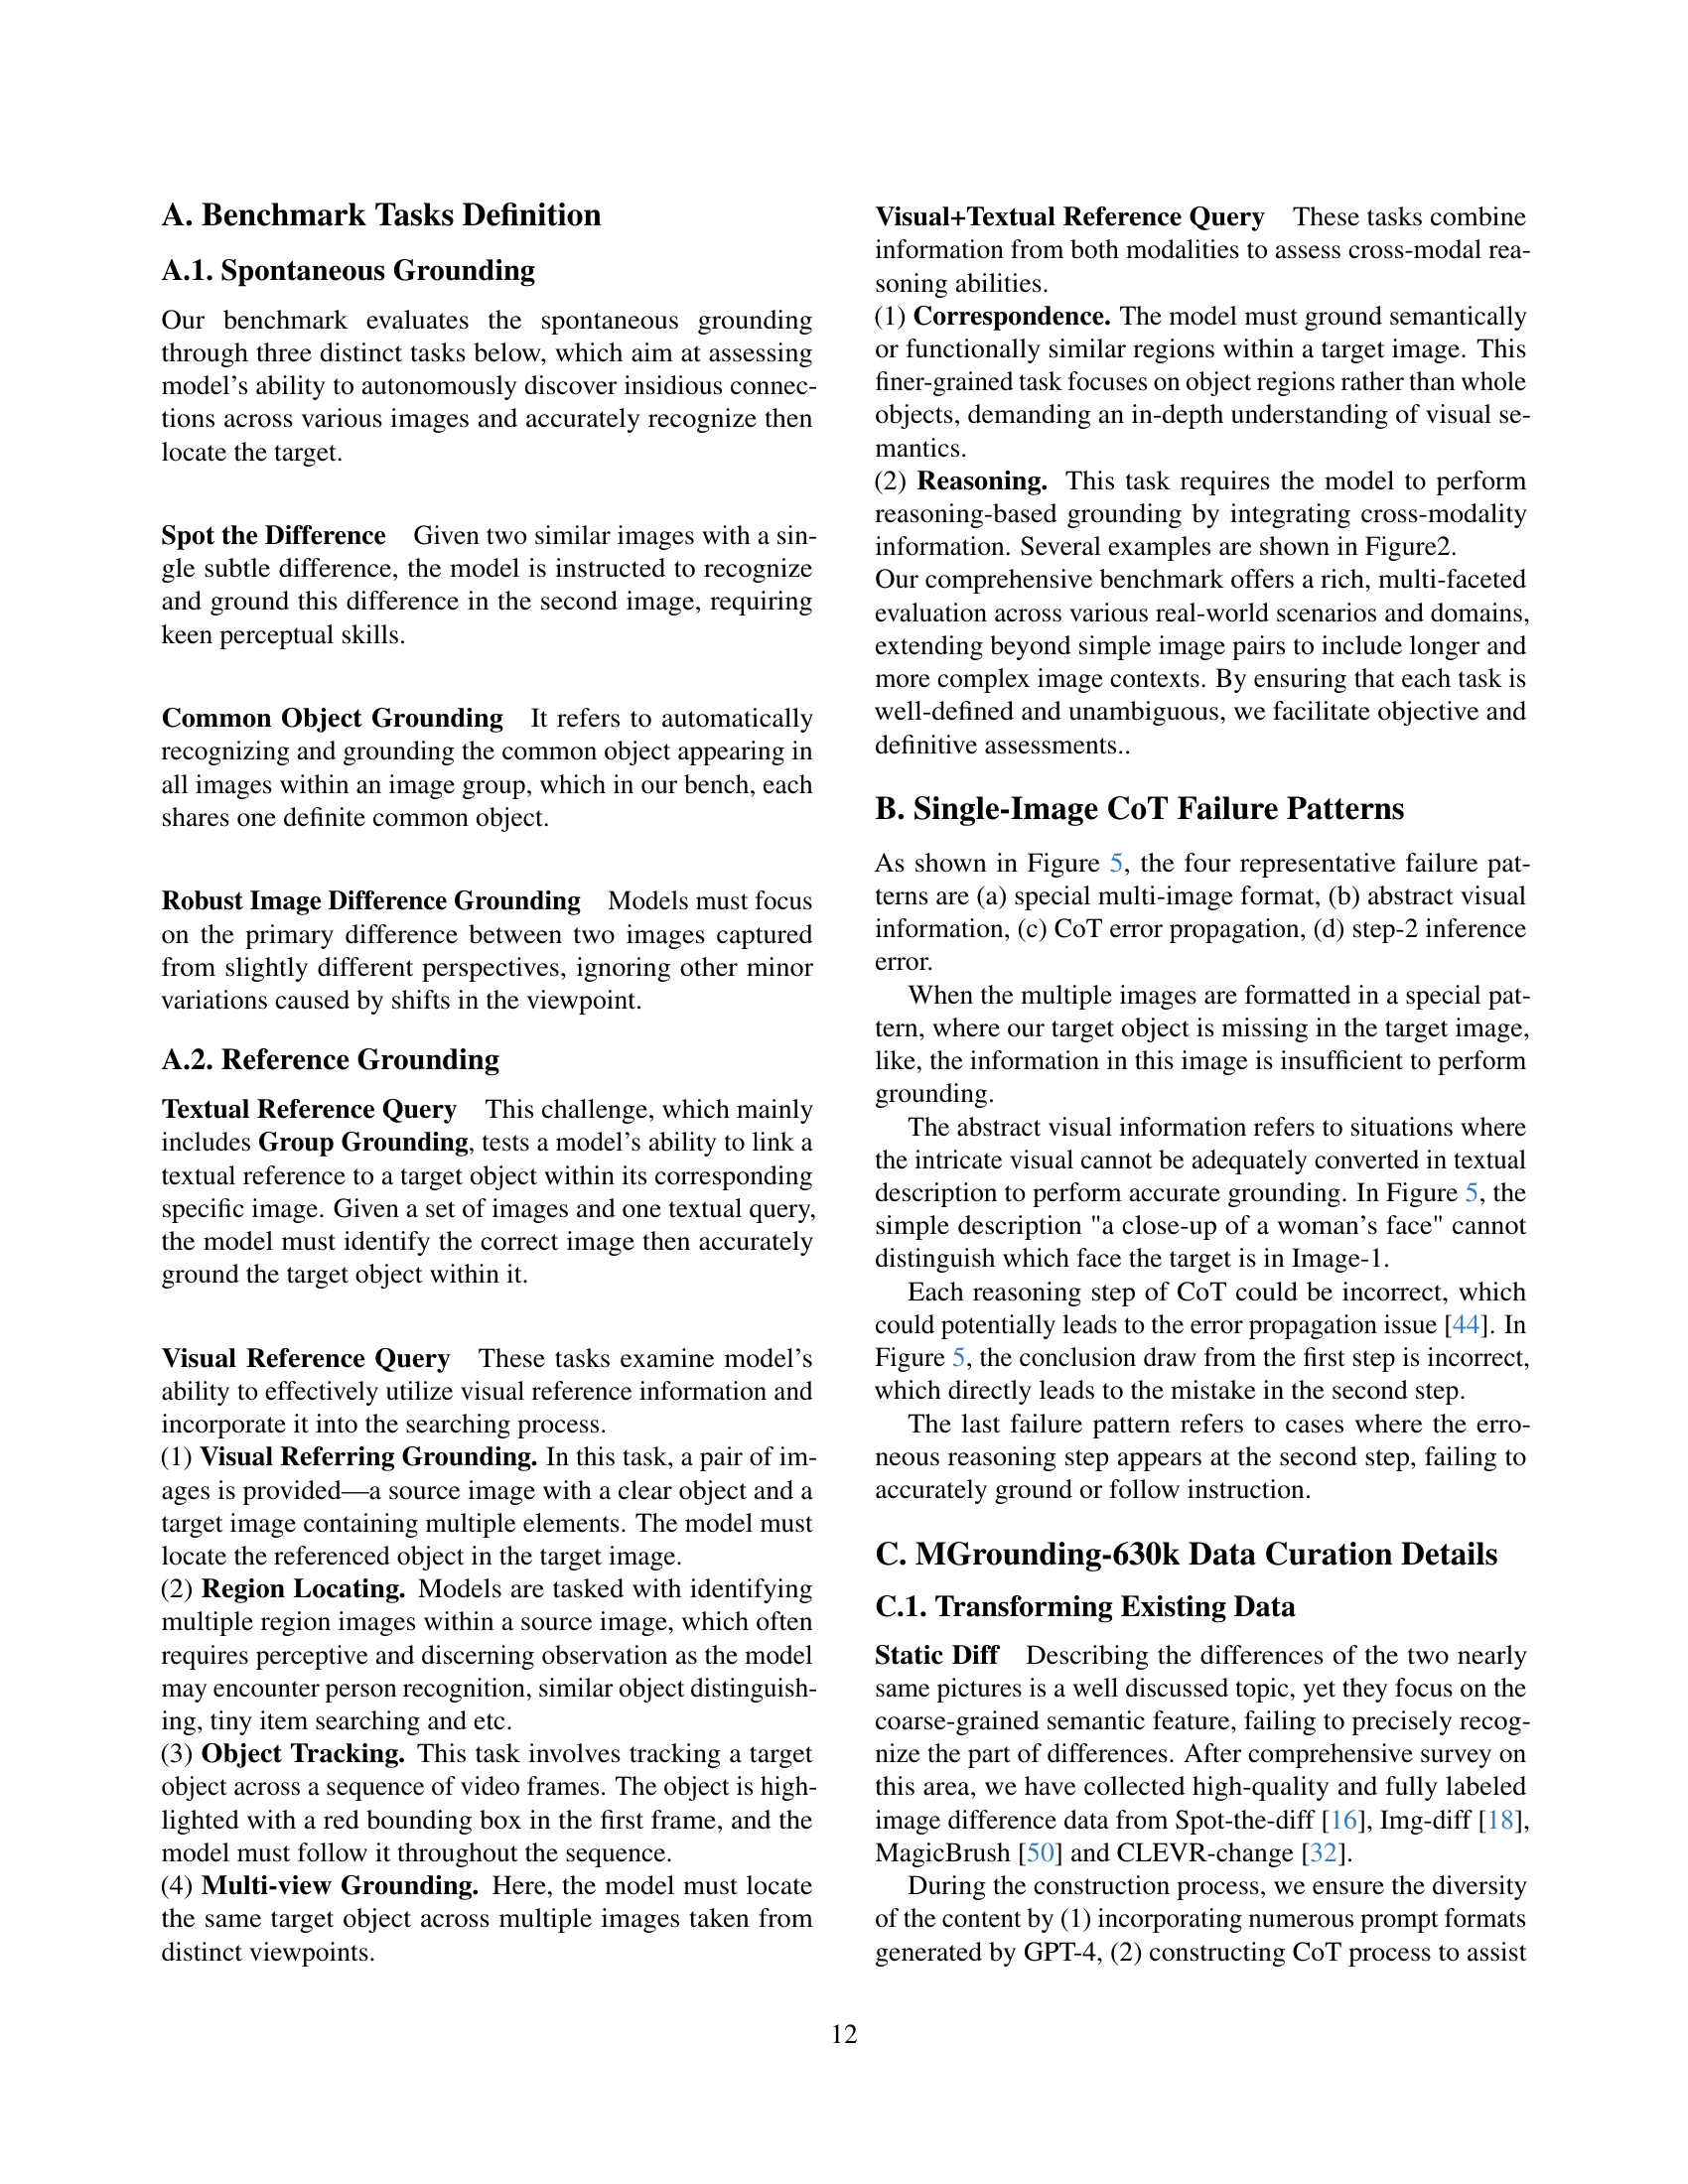 A. Benchmark Tasks Definition
A.1. Spontaneous Grounding
Our benchmark evaluates the spontaneous grounding
through three distinct tasks below, which aim at assessing
model's ability to autonomously discover insidious connec-
tions across various images and accurately recognize then
locate the target.
Spot the Difference Given two similar images with a sin-
gle subtle difference, the model is instructed to recognize
and ground this difference in the second image, requiring
keen perceptual skills.
Common Object Grounding It refers to automatically
recognizing and grounding the common object appearing in
all images within an image group, which in our bench, each
shares one definite common object.
Robust Image Difference Grounding Models must focus
on the primary difference between two images captured
from slightly different perspectives, ignoring other minor
variations caused by shifts in the viewpoint.
A.2. Reference Grounding
Textual Reference Query This challenge, which mainly
includes Group Grounding, tests a model's ability to link a
textual reference to a target object within its corresponding
specific image. Given a set of images and one textual query,
the model must identify the correct image then accurately
ground the target object within it.
Visual Reference Query These tasks examine model's
ability to effectively utilize visual reference information and
incorporate it into the searching process.
(1) Visual Referring Grounding. In this task, a pair of im-
ages is provided—a source image with a clear object and a
target image containing multiple elements. The model must
locate the referenced object in the target image.
(2) Region Locating. Models are tasked with identifying
multiple region images within a source image, which often
requires perceptive and discerning observation as the model
may encounter person recognition, similar object distinguish-
ing, tiny item searching and etc.
(3) Object Tracking. This task involves tracking a target
object across a sequence of video frames. The object is high-
lighted with a red bounding box in the first frame, and the
model must follow it throughout the sequence.
(4) Multi-view Grounding. Here, the model must locate
the same target object across multiple images taken from
distinct viewpoints.
Visual+Textual Reference Query These tasks combine
information from both modalities to assess cross-modal rea-
soning abilities.
(1) Correspondence. The model must ground semantically
or functionally similar regions within a target image. This
finer-grained task focuses on object regions rather than whole
objects, demanding an in-depth understanding of visual se-
mantics.
(2) Reasoning. This task requires the model to perform
reasoning-based grounding by integrating cross-modality
information. Several examples are shown in Figure2.
Our comprehensive benchmark offers a rich, multi-faceted
evaluation across various real-world scenarios and domains,
extending beyond simple image pairs to include longer and
more complex image contexts. By ensuring that each task is
well-defined and unambiguous, we facilitate objective and
definitive assessments..
B. Single-Image CoT Failure Patterns
As shown in Figure 5, the four representative failure pat-
terns are (a) special multi-image format, (b) abstract visual
information, (c) CoT error propagation, (d) step-2 inference
error.
When the multiple images are formatted in a special pat-
tern, where our target object is missing in the target image,
like, the information in this image is insufficient to perform
grounding.
The abstract visual information refers to situations where
the intricate visual cannot be adequately converted in textual
description to perform accurate grounding. In Figure 5, the
simple description "a close-up of a woman's face" cannot
distinguish which face the target is in Image-1.
Each reasoning step of CoT could be incorrect, which
could potentially leads to the error propagation issue [44]. In
Figure 5, the conclusion draw from the first step is incorrect,
which directly leads to the mistake in the second step.
The last failure pattern refers to cases where the erro-
neous reasoning step appears at the second step, failing to
accurately ground or follow instruction.
C. MGrounding-630k Data Curation Details
C.1. Transforming Existing Data
Static Diff Describing the differences of the two nearly
same pictures is a well discussed topic, yet they focus on the
coarse-grained semantic feature, failing to precisely recog-
nize the part of differences. After comprehensive survey on
this area, we have collected high-quality and fully labeled
image difference data from Spot-the-diff [16], Img-diff [18],
MagicBrush [50] and CLEVR-change [32].
During the construction process, we ensure the diversity
of the content by (1) incorporating numerous prompt formats
generated by GPT-4, (2) constructing CoT process to assist
12